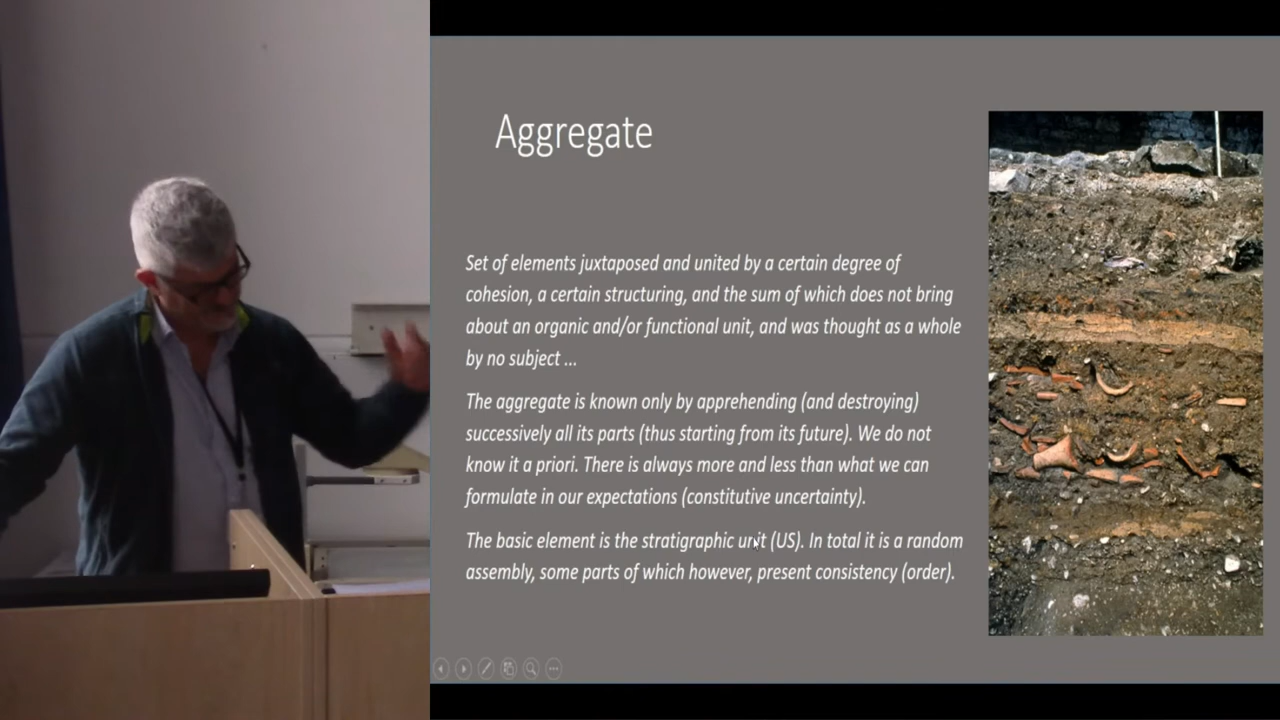 Aggregate
Set of elements juxtaposed and united by a certain degree of
cohesion, a certain structuring, and the sum of which does not bring
about an organic and/or functional unit, and was thought as a whole
by no subject ...
The aggregate is known only by apprehending (and destroying)
successively all its parts (thus starting from its future). We do not
know it a priori. There is always more and less than what we can
formulate in our expectations (constitutive uncertainty).
The basic element is the stratigraphic unit (US). In total it is a random
assembly, some parts of which however, present consistency (order).